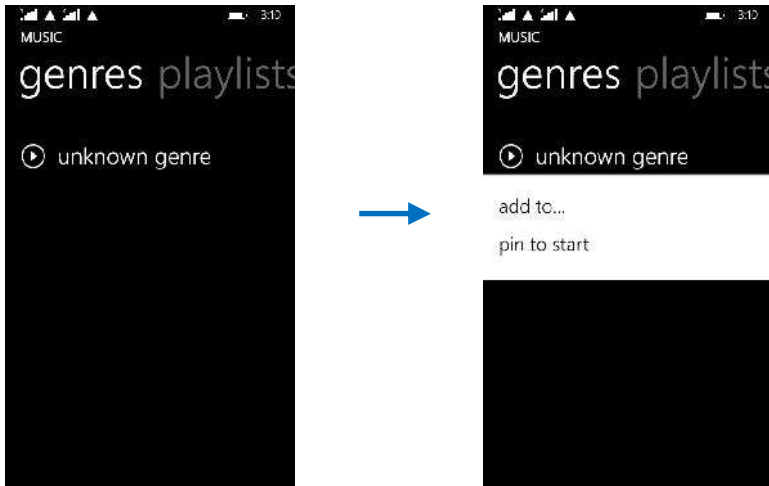 3:10
MUSIC
genres playlists
unknown genre
3:10
MUSIC
genres playlists
unknown genre
add to...
pin to start